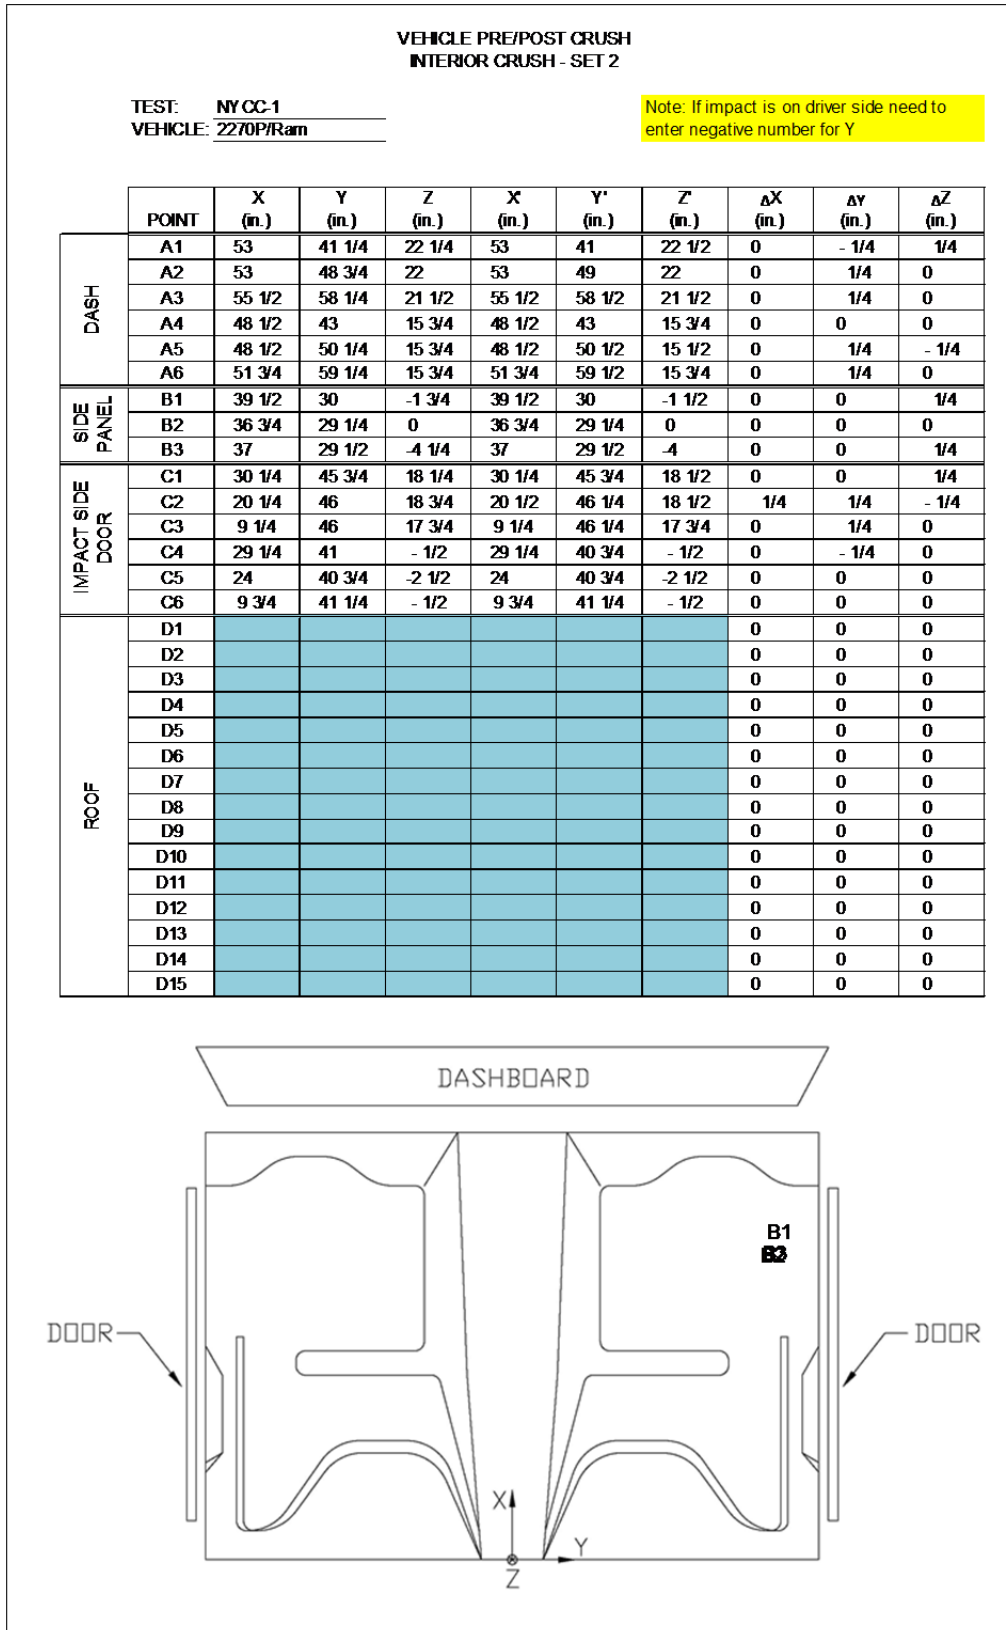 VEHICLE PRE/POST CRUSH
INTERIOR CRUSH - SET 2
TEST: NYCC-1
VEHICLE: 2270P/Ram
Note: If impact is on driver side need to
enter negative number for Y
POINT X (in.) Y (in.) Z (in.) X' (in.) Y' (in.) Z' (in.) ΔX (in.) ΔY (in.) ΔZ (in.)
DASH
A1 53 41 1/4 22 1/4 53 41 22 1/2 0 - 1/4 1/4
A2 53 48 3/4 22 53 49 22 0 1/4 0
A3 55 1/2 58 1/4 21 1/2 55 1/2 58 1/2 21 1/2 0 1/4 0
A4 48 1/2 43 15 3/4 48 1/2 43 15 3/4 0 0 0
A5 48 1/2 50 1/4 15 3/4 48 1/2 50 1/2 15 1/2 0 1/4 - 1/4
A6 51 3/4 59 1/4 15 3/4 51 3/4 59 1/2 15 3/4 0 1/4 0
SIDE PANEL
B1 39 1/2 30 -1 3/4 39 1/2 30 -1 1/2 0 0 1/4
B2 36 3/4 29 1/4 0 36 3/4 29 1/4 0 0 0 0
B3 37 29 1/2 -4 1/4 37 29 1/2 -4 0 0 1/4
IMPACT SIDE DOOR
C1 30 1/4 45 3/4 18 1/4 30 1/4 45 3/4 18 1/2 0 0 1/4
C2 20 1/4 46 18 3/4 20 1/2 46 1/4 18 1/2 1/4 1/4 - 1/4
C3 9 1/4 46 17 3/4 9 1/4 46 1/4 17 3/4 0 1/4 0
C4 29 1/4 41 - 1/2 29 1/4 40 3/4 - 1/2 0 - 1/4 0
C5 24 40 3/4 -2 1/2 24 40 3/4 -2 1/2 0 0 0
C6 9 3/4 41 1/4 - 1/2 9 3/4 41 1/4 - 1/2 0 0 0
ROOF
D1 0 0 0
D2 0 0 0
D3 0 0 0
D4 0 0 0
D5 0 0 0
D6 0 0 0
D7 0 0 0
D8 0 0 0
D9 0 0 0
D10 0 0 0
D11 0 0 0
D12 0 0 0
D13 0 0 0
D14 0 0 0
D15 0 0 0
DASHBOARD
B1
DOOR
DOOR
X
Y
Z